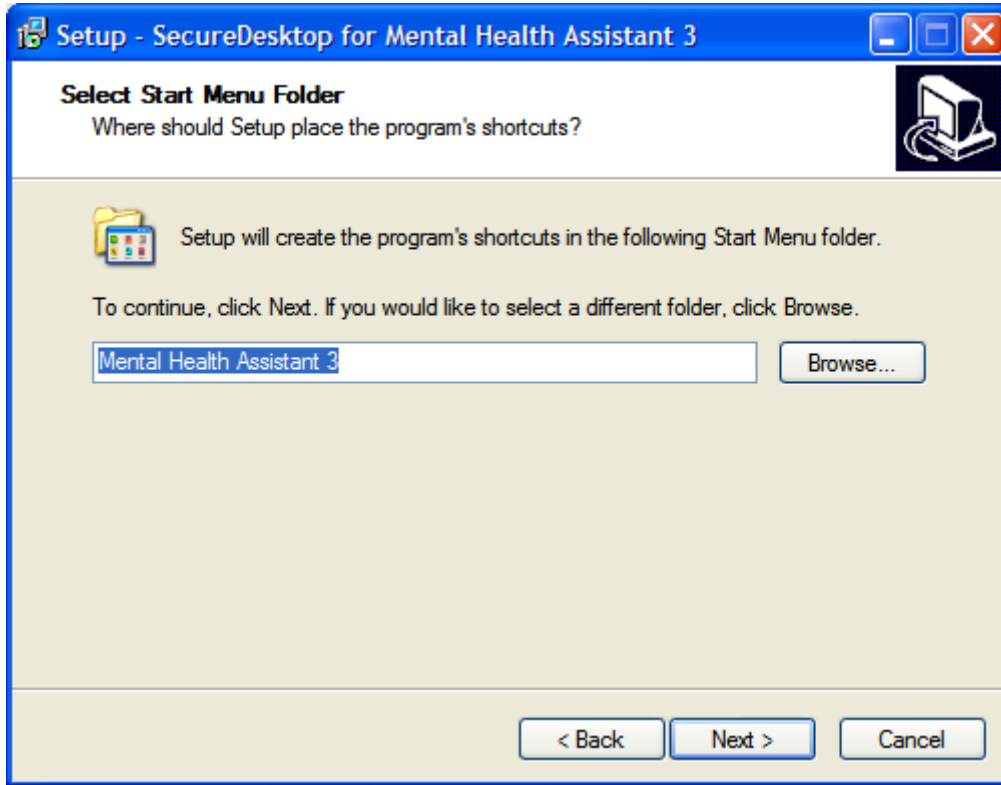 Setup - SecureDesktop for Mental Health Assistant 3
Select Start Menu Folder
Where should Setup place the program's shortcuts?
Setup will create the program's shortcuts in the following Start Menu folder.
To continue, click Next. If you would like to select a different folder, click Browse.
Mental Health Assistant 3
Browse...
< Back
Next >
Cancel